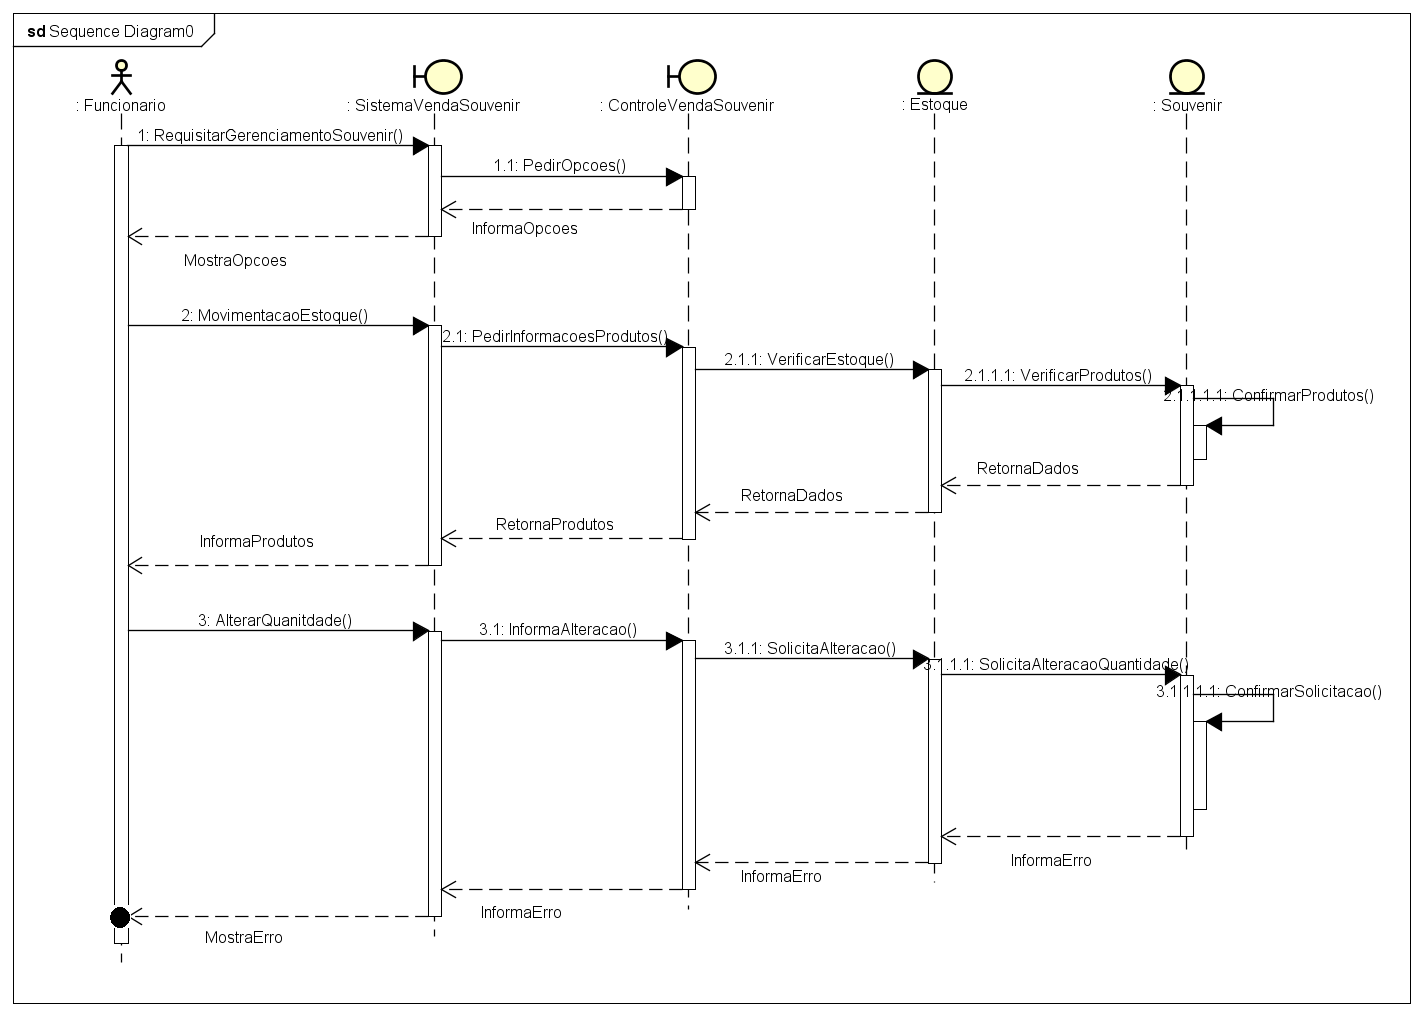 sd Sequence Diagram0
: Funcionario
: SistemaVendaSouvenir
: ControleVendaSouvenir
: Estoque
: Souvenir
1: RequisitarGerenciamentoSouvenir()
1.1: PedirOpcoes()
InformaOpcoes
MostraOpcoes
2: MovimentacaoEstoque()
2.1: PedirInformacoesProdutos()
2.1.1: VerificarEstoque()
2.1.1.1: VerificarProdutos()
2.1.1.1.1: ConfirmarProdutos()
RetornaDados
RetornaDados
RetornaProdutos
InformaProdutos
3: AlterarQuanitdade()
3.1: InformaAlteracao()
3.1.1: SolicitaAlteracao()
3.1.1.1: SolicitaAlteracaoQuantidade()
3.1.1.1.1: ConfirmarSolicitacao()
InformaErro
InformaErro
InformaErro
MostraErro